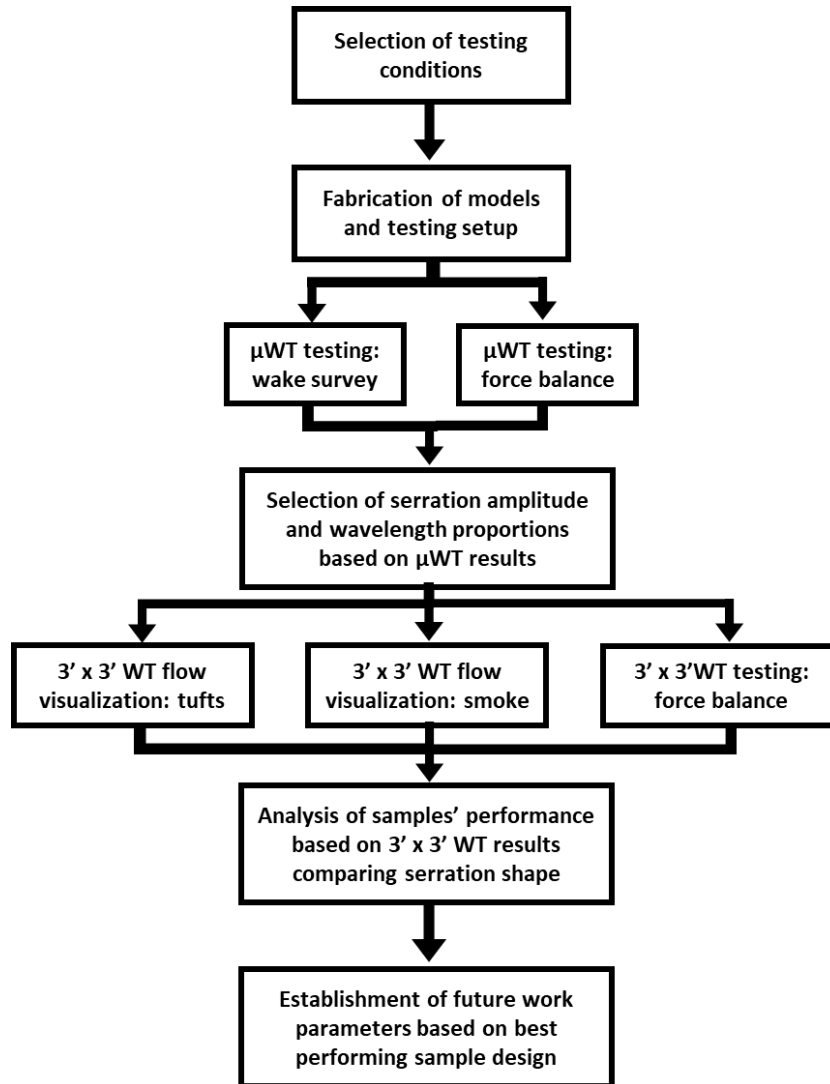 Selection of testing
conditions
Fabrication of models
and testing setup
µWT testing:
wake survey
µWT testing:
force balance
Selection of serration amplitude
and wavelength proportions
based on µWT results
3’ x 3’ WT flow
visualization: tufts
3’ x 3’ WT flow
visualization: smoke
3’ x 3’WT testing:
force balance
Analysis of samples’ performance
based on 3’ x 3’ WT results
comparing serration shape
Establishment of future work
parameters based on best
performing sample design